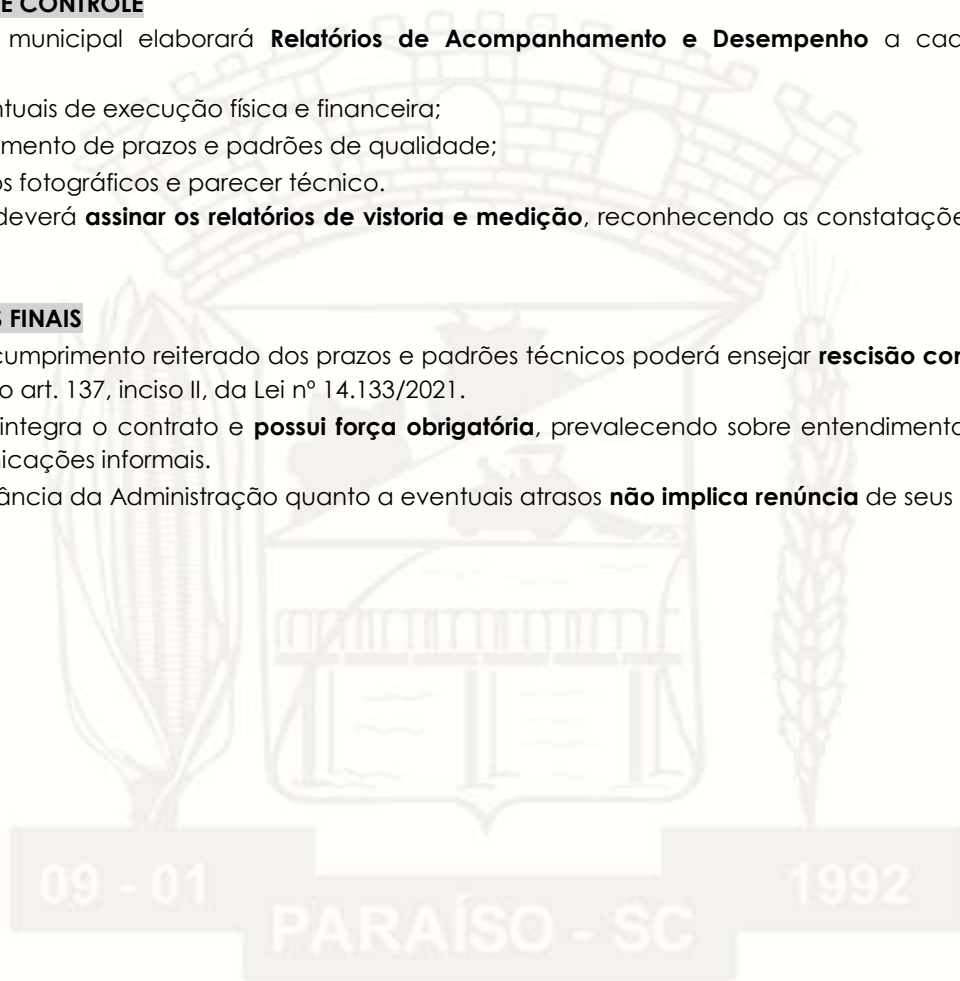 E CONTROLE
municipal elaborará Relatórios de Acompanhamento e Desempenho a cad
ntuais de execução física e financeira;
mento de prazos e padrões de qualidade;
os fotográficos e parecer técnico.
deverá assinar os relatórios de vistoria e medição, reconhecendo as constataçõe
S FINAIS
cumprimento reiterado dos prazos e padrões técnicos poderá ensejar rescisão con
o art. 137, inciso II, da Lei nº 14.133/2021.
integra o contrato e possui força obrigatória, prevalecendo sobre entendimento
nicações informais.
ância da Administração quanto a eventuais atrasos não implica renúncia de seus
09 - 01
1992
PARAÍSO - SC